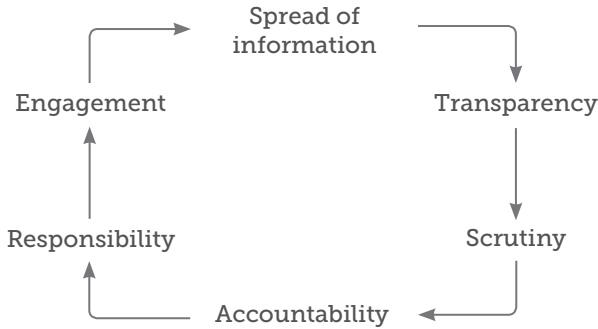 Spread of
information
Engagement
Transparency
Responsibility
Scrutiny
Accountability